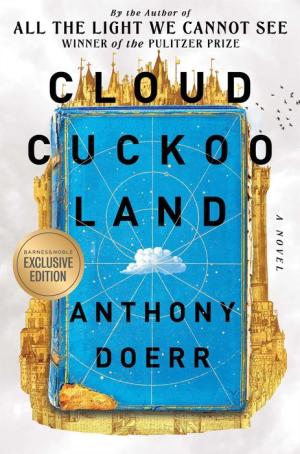 By the Author of
ALL THE LIGHT WE CANNOT SEE
WINNER of the PULITZER PRIZE
CLOUD
CUCKOO
LAND
A NOVEL
BARNES&NOBLE
EXCLUSIVE
EDITION
ANTHONY
DOERR